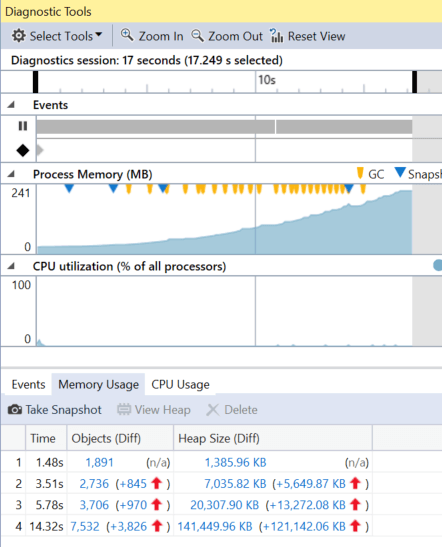 Diagnostic Tools
Select Tools Zoom In Zoom Out Reset View
Diagnostics session: 17 seconds (17.249 s selected)
10s
Events
Process Memory (MB) GC Snapsh
241
0
CPU utilization (% of all processors)
100
0
Events Memory Usage CPU Usage
Take Snapshot View Heap Delete
Time Objects (Diff) Heap Size (Diff)
1 1.48s 1,891 (n/a) 1,385.96 KB (n/a)
2 3.51s 2,736 (+845 ) 7,035.82 KB (+5,649.87 KB )
3 5.78s 3,706 (+970 ) 20,307.90 KB (+13,272.08 KB )
4 14.32s 7,532 (+3,826 ) 141,449.96 KB (+121,142.06 KB )